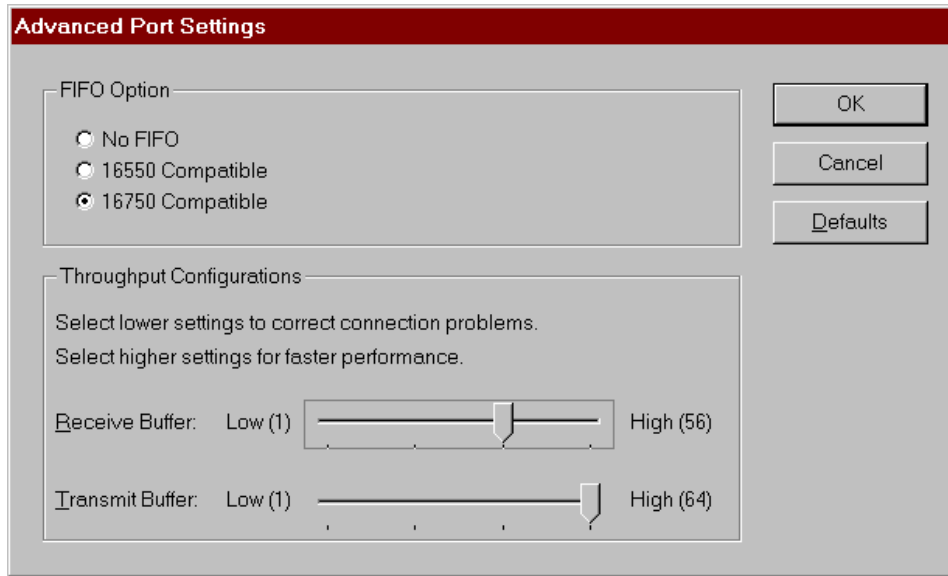 Advanced Port Settings
FIFO Option
No FIFO
16550 Compatible
16750 Compatible
OK
Cancel
Defaults
Throughput Configurations
Select lower settings to correct connection problems.
Select higher settings for faster performance.
Receive Buffer: Low (1) High (56)
Transmit Buffer: Low (1) High (64)